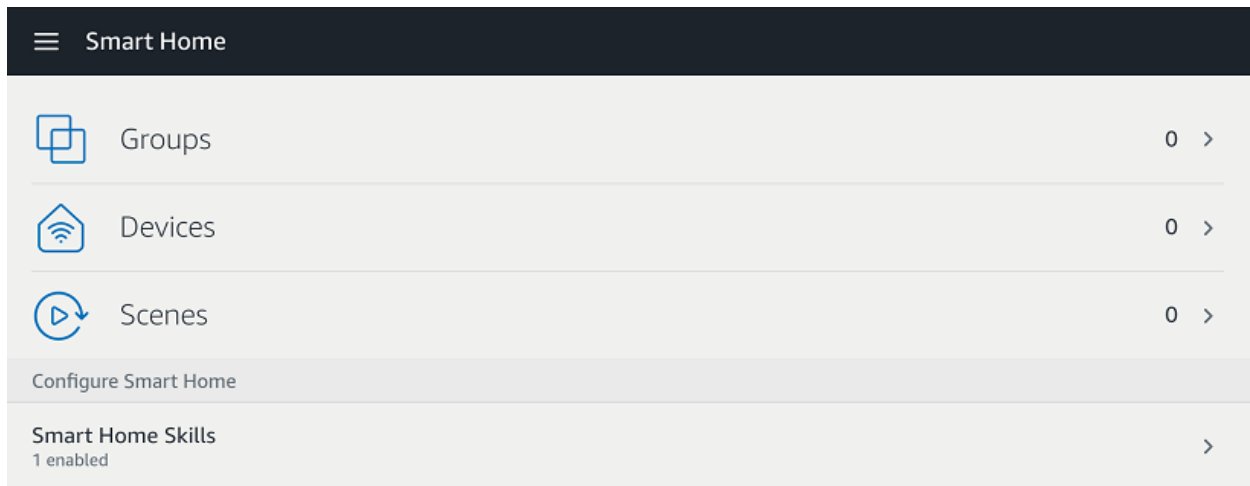 Smart Home
Groups 0
Devices 0
Scenes 0
Configure Smart Home
Smart Home Skills
1 enabled